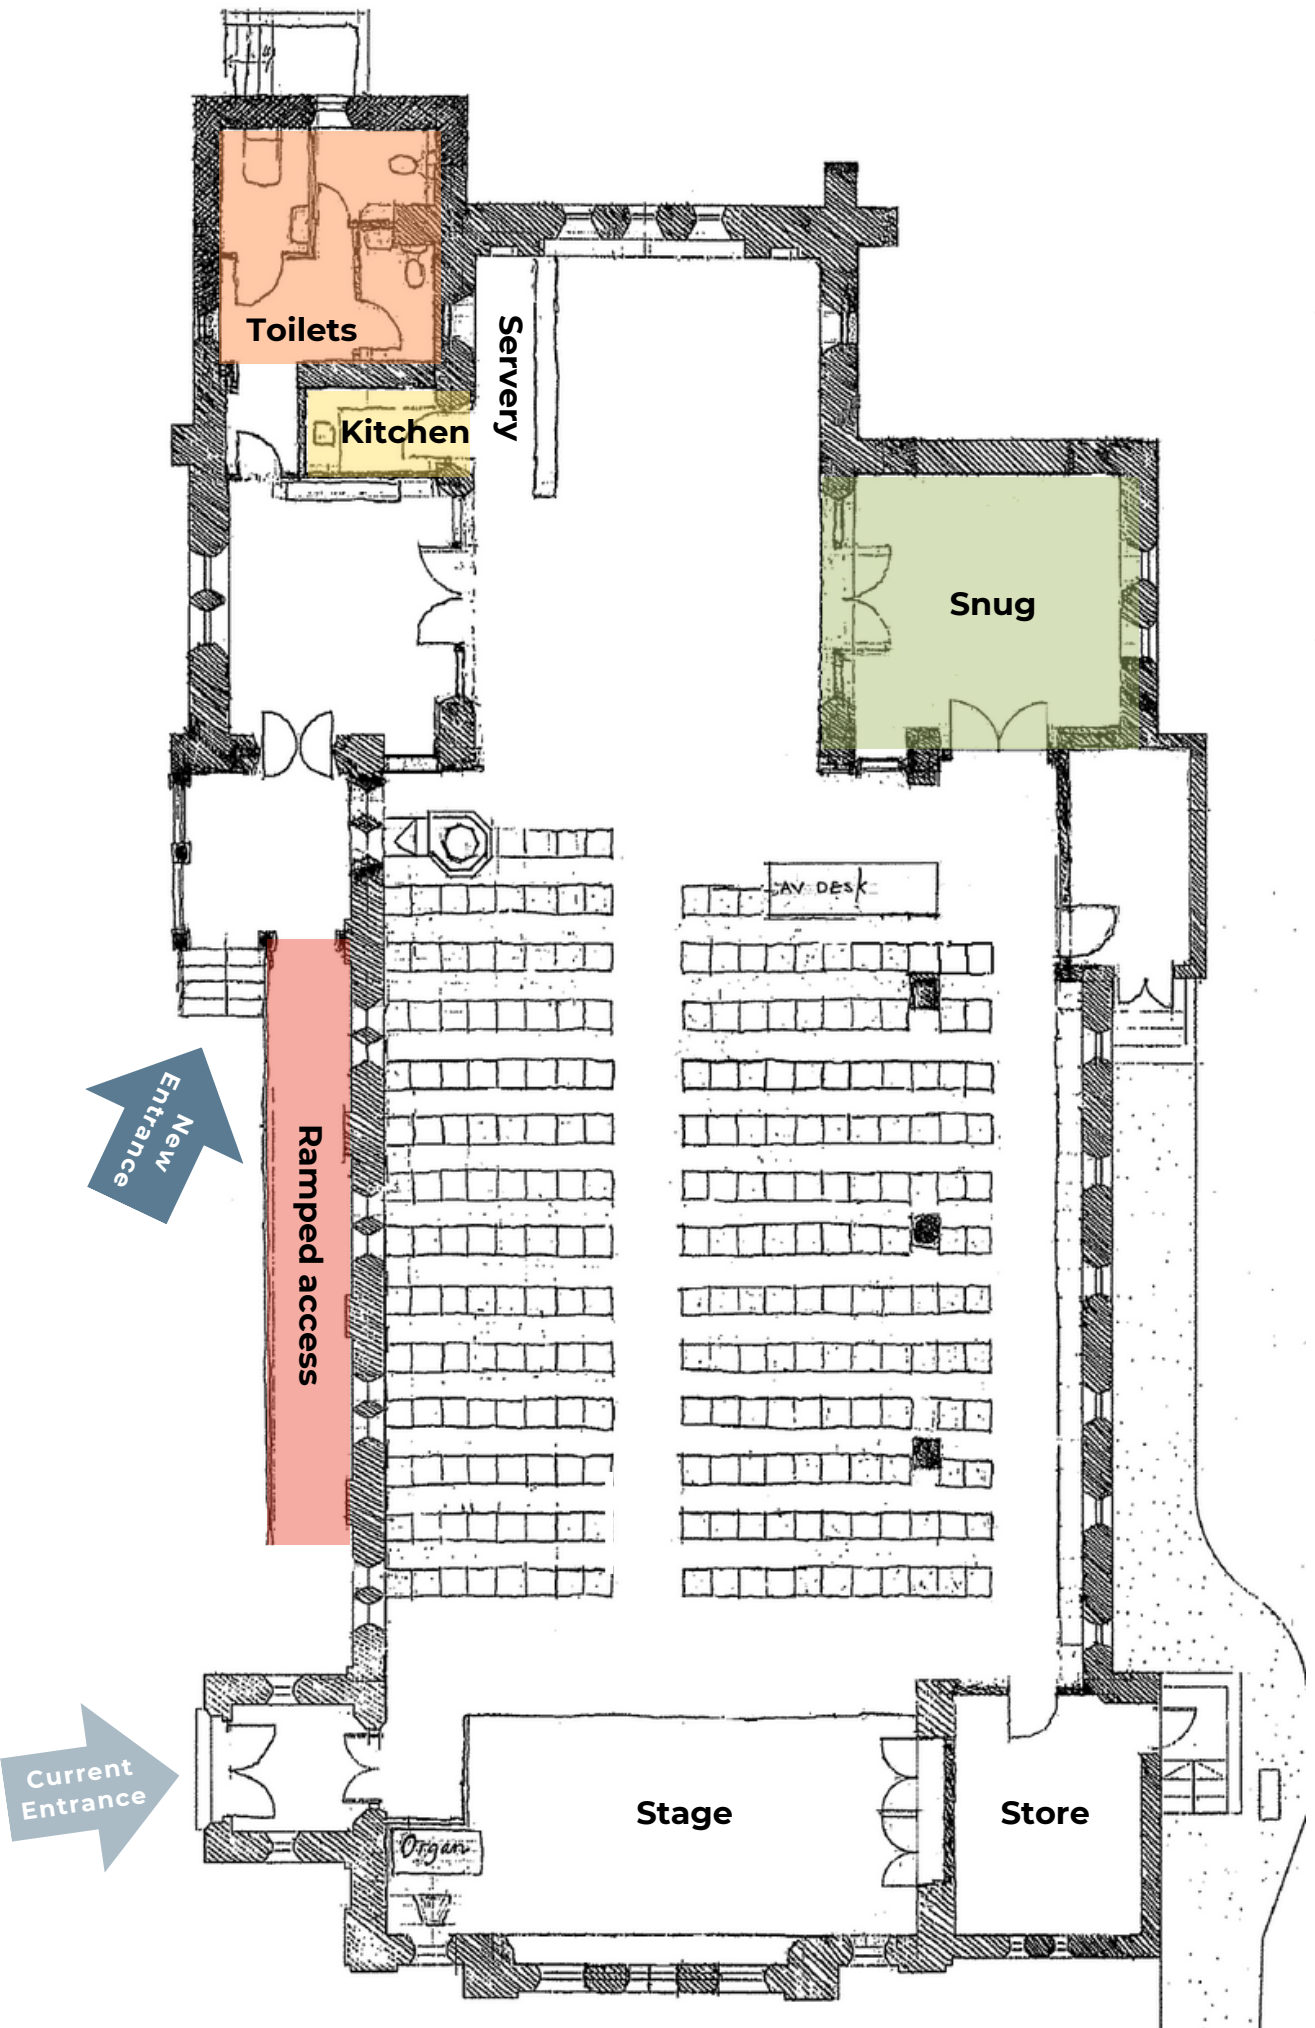 Toilets
Servery
Kitchen
Snug
AV DESK
New
Entrance
Ramped access
Current
Entrance
Stage
Store
Organ